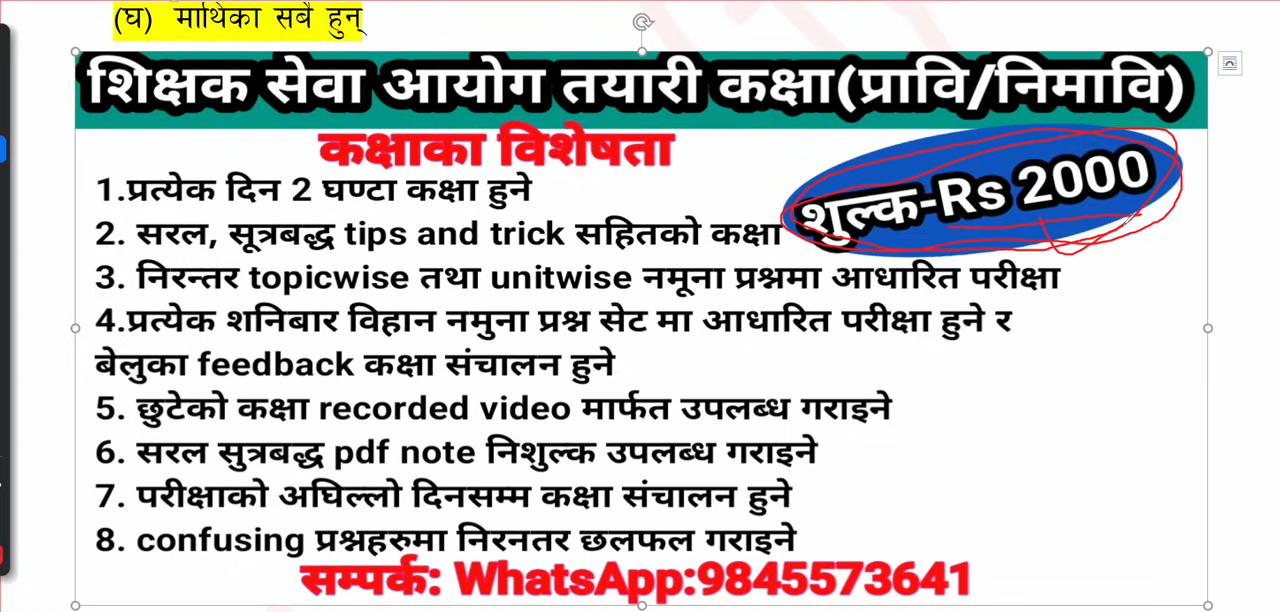 (घ) माथिका सबै हुन्
शिक्षक सेवा आयोग तयारी कक्षा(प्रावि/निमावि)
कक्षाका विशेषता
शुल्क-Rs 2000
1.प्रत्येक दिन 2 घण्टा कक्षा हुने
2. सरल, सूत्रबद्ध tips and trick सहितको कक्षा
3. निरन्तर topicwise तथा unitwise नमूना प्रश्नमा आधारित परीक्षा
4.प्रत्येक शनिबार विहान नमुना प्रश्न सेट मा आधारित परीक्षा हुने र
बेलुका feedback कक्षा संचालन हुने
5. छुटेको कक्षा recorded video मार्फत उपलब्ध गराइने
6. सरल सुत्रबद्ध pdf note निशुल्क उपलब्ध गराइने
7. परीक्षाको अघिल्लो दिनसम्म कक्षा संचालन हुने
8. confusing प्रश्नहरुमा निरनतर छलफल गराइने
सम्पर्क: WhatsApp:9845573641